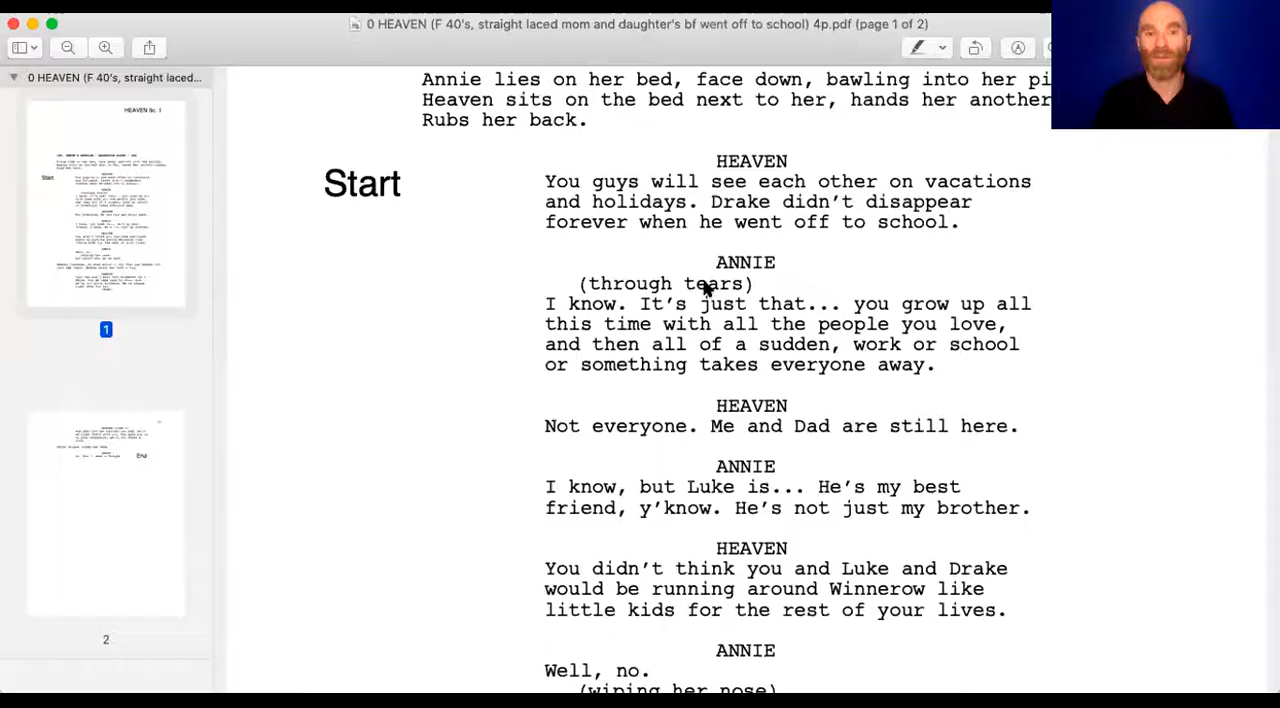 0 HEAVEN (F 40's, straight laced mom and daughter's bf went off to school) 4p.pdf (page 1 of 2)
0 HEAVEN (F 40's, straight laced...
HEAVEN Sc. 1
Start
1
End
2
Annie lies on her bed, face down, bawling into her pi
Heaven sits on the bed next to her, hands her another
Rubs her back.
Start
HEAVEN
You guys will see each other on vacations
and holidays. Drake didn't disappear
forever when he went off to school.
ANNIE
(through tears)
I know. It's just that... you grow up all
this time with all the people you love,
and then all of a sudden, work or school
or something takes everyone away.
HEAVEN
Not everyone. Me and Dad are still here.
ANNIE
I know, but Luke is... He's my best
friend, y'know. He's not just my brother.
HEAVEN
You didn't think you and Luke and Drake
would be running around Winnerow like
little kids for the rest of your lives.
ANNIE
Well, no.
(wiping her nose)